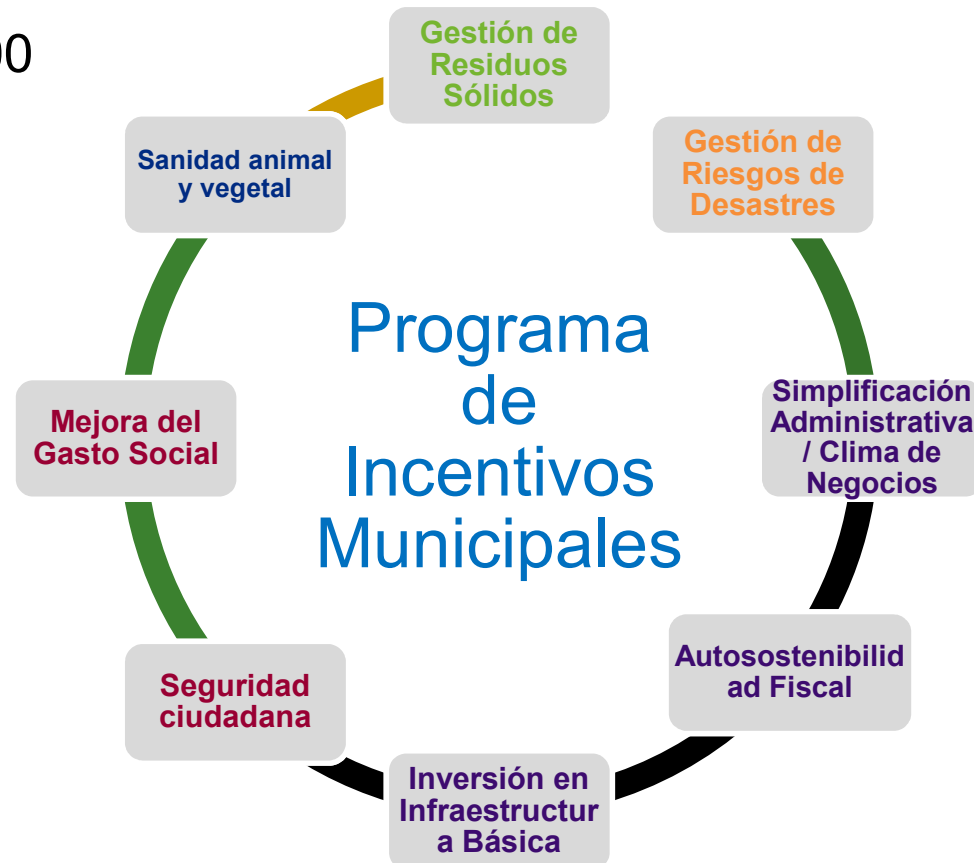 00
Gestión de
Residuos
Sólidos
Gestión de
Riesgos de
Desastres
Simplificación
Administrativa
/ Clima de
Negocios
Autosostenibilid
ad Fiscal
Inversión en
Infraestructur
a Básica
Seguridad
ciudadana
Mejora del
Gasto Social
Sanidad animal
y vegetal
Programa
de
Incentivos
Municipales